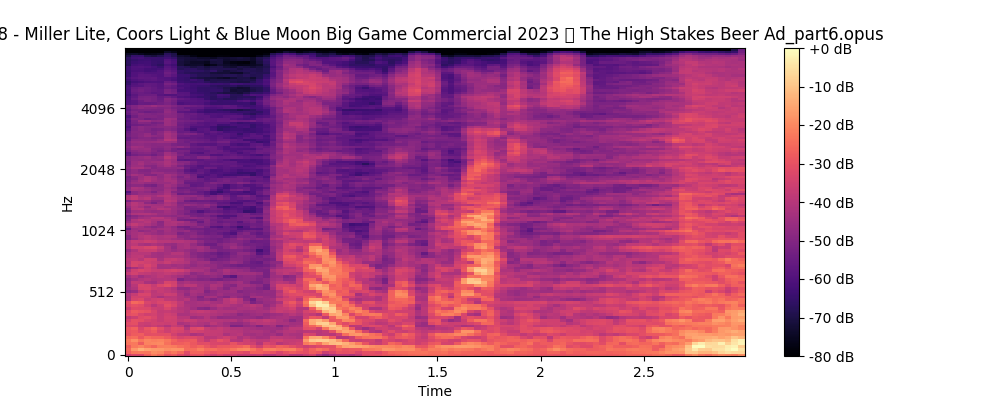 8 - Miller Lite, Coors Light & Blue Moon Big Game Commercial 2023 ▯ The High Stakes Beer Ad_part6.opus
Hz
4096
2048
1024
512
0
0 0.5 1 1.5 2 2.5
Time
+0 dB
-10 dB
-20 dB
-30 dB
-40 dB
-50 dB
-60 dB
-70 dB
-80 dB